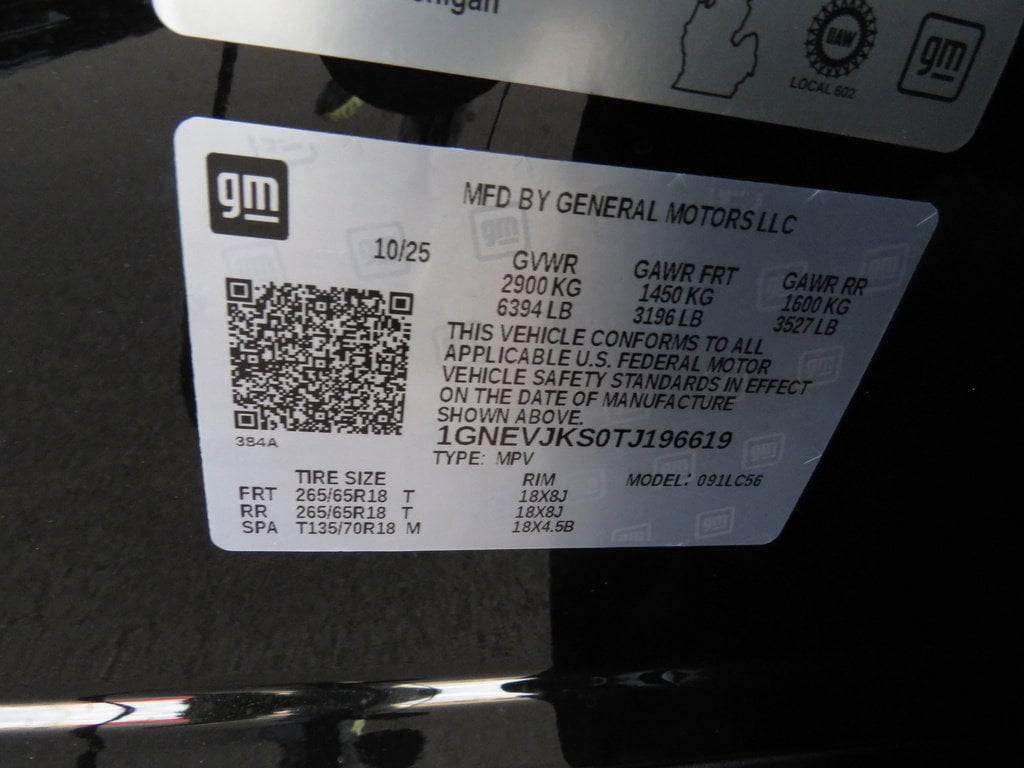 UAW
LOCAL 602
gm
gm
MFD BY GENERAL MOTORS LLC
10/25
GVWR GAWR FRT GAWR RR
2900 KG 1450 KG 1600 KG
6394 LB 3196 LB 3527 LB
THIS VEHICLE CONFORMS TO ALL
APPLICABLE U.S. FEDERAL MOTOR
VEHICLE SAFETY STANDARDS IN EFFECT
ON THE DATE OF MANUFACTURE
SHOWN ABOVE.
1GNEVJKS0TJ196619
384A
TYPE: MPV
TIRE SIZE RIM MODEL: 091LC56
FRT 265/65R18 T 18X8J
RR 265/65R18 T 18X8J
SPA T135/70R18 M 18X4.5B